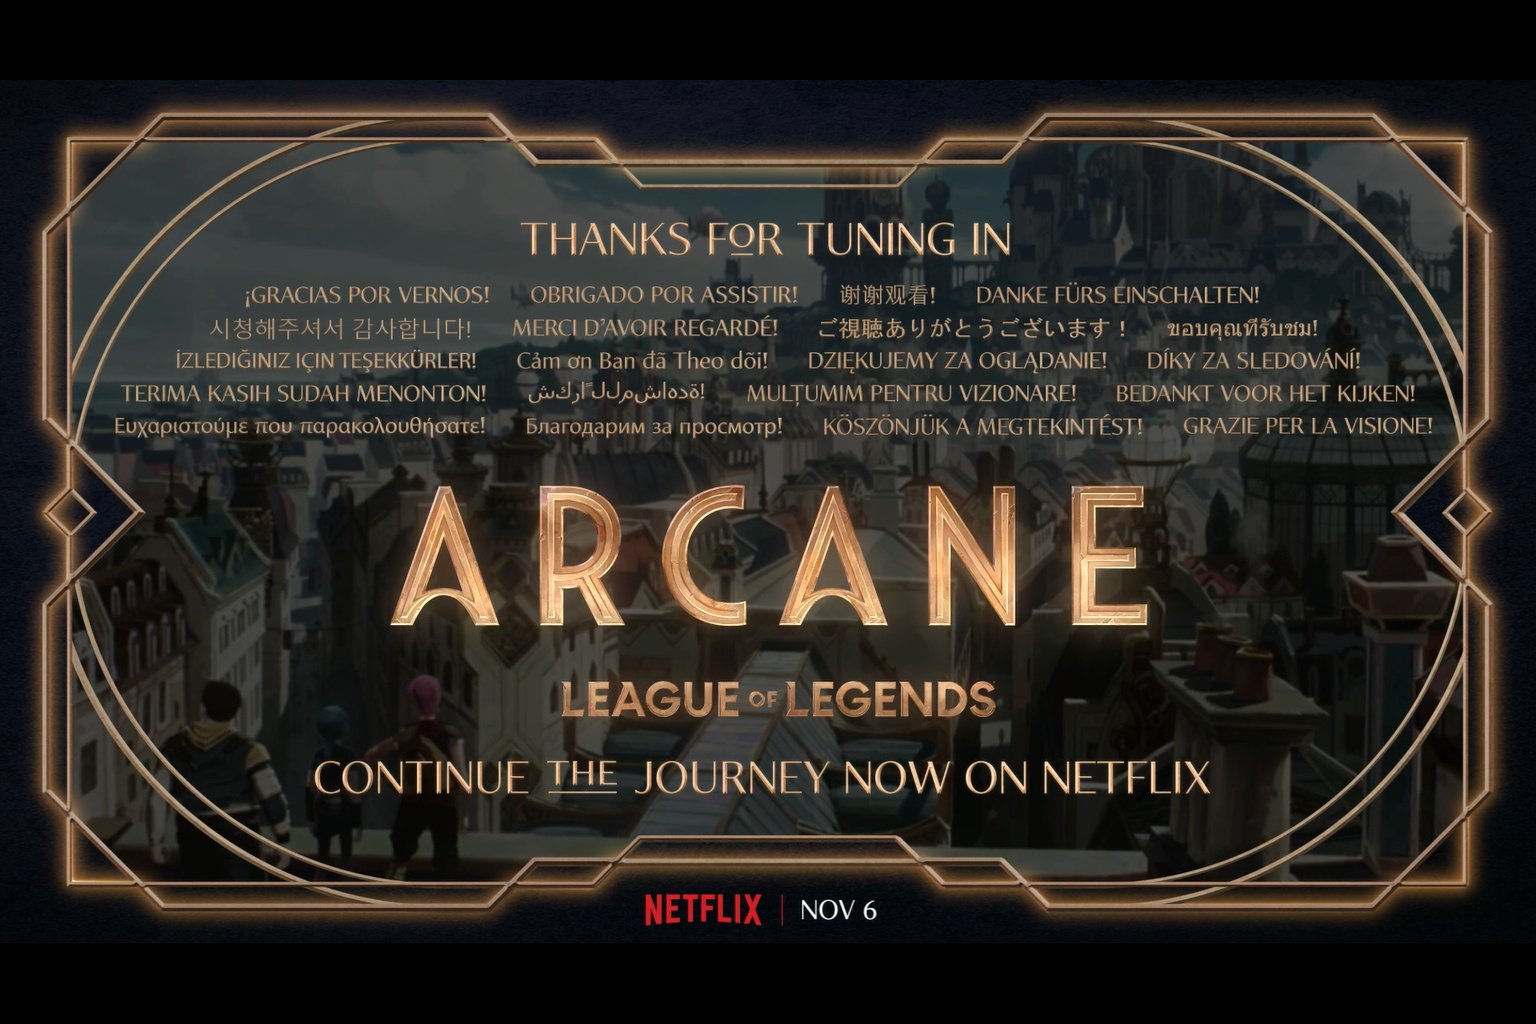 THANKS FOR TUNING IN
¡GRACIAS POR VERNOS! OBRIGADO POR ASSISTIR! 谢谢观看! DANKE FÜRS EINSCHALTEN!
시청해주셔서 감사합니다! MERCI D'AVOIR REGARDÉ! ご視聴ありがとうございます! ขอบคุณที่รับชม!
İZLEDIĞINIZ IÇIN TEŞEKKÜRLER! Cảm ơn Bạn đã Theo dõi! DZIĘKUJEMY ZA OGLĄDANIE! DÍKY ZA SLEDOVÁNÍ!
TERIMA KASIH SUDAH MENONTON! ةدهاشملل ًاركش! MULȚUMIM PENTRU VIZIONARE! BEDANKT VOOR HET KIJKEN!
Ευχαριστούμε που παρακολουθήσατε! Благодарим за просмотр! KÖSZÖNJÜK A MEGTEKINTÉST! GRAZIE PER LA VISIONE!
ARCANE
LEAGUE OF LEGENDS
CONTINUE THE JOURNEY NOW ON NETFLIX
NETFLIX | NOV 6